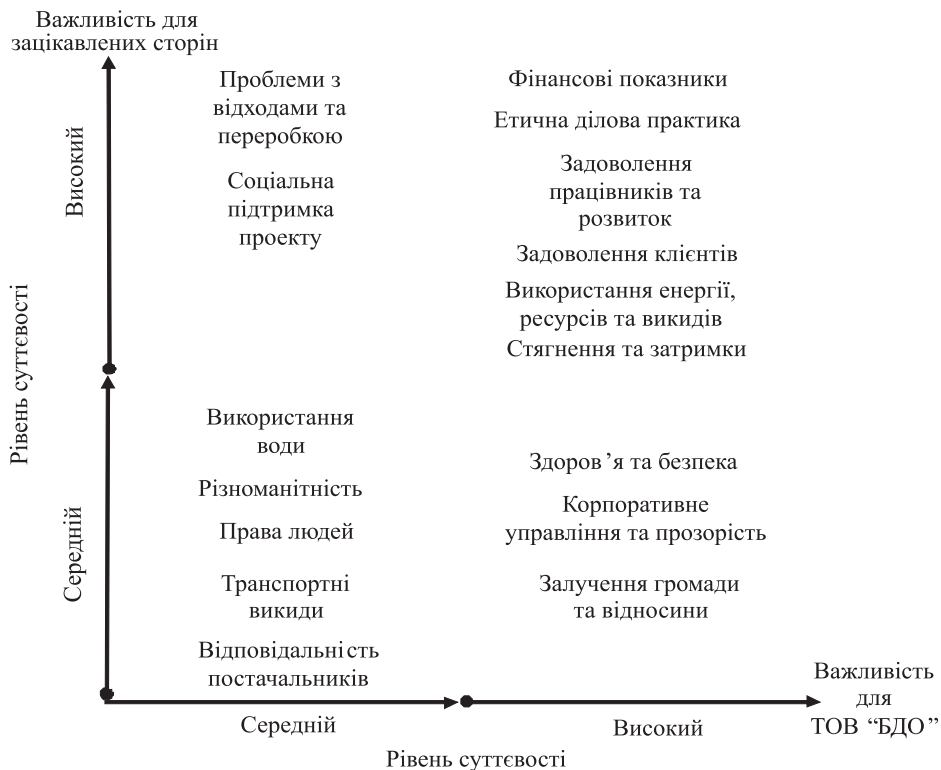 Важливість для
зацікавлених сторін
Рівень суттєвості
Високий
Середній
Проблеми з
відходами та
переробкою
Соціальна
підтримка
проекту
Фінансові показники
Етична ділова практика
Задоволення
працівників та
розвиток
Задоволення клієнтів
Використання енергії,
ресурсів та викидів
Стягнення та затримки
Використання
води
Різноманітність
Права людей
Транспортні
викиди
Відповідальність
постачальників
Здоров’я та безпека
Корпоративне
управління та прозорість
Залучення громади
та відносини
Середній
Високий
Важливість
для
ТОВ “БДО”
Рівень суттєвості